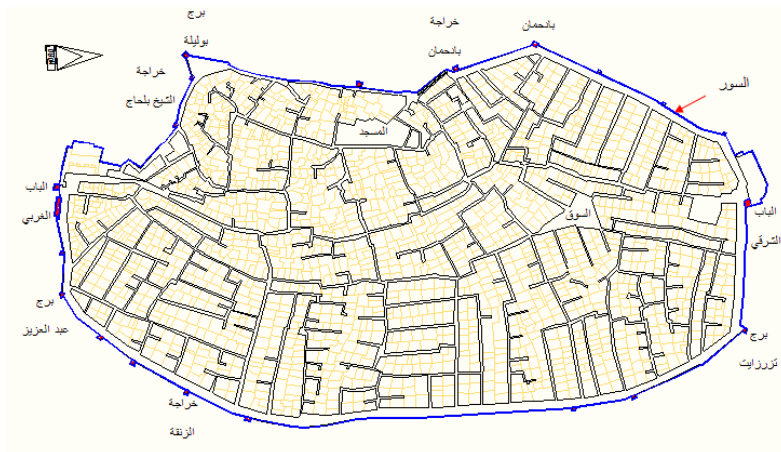 برج
بوليلة
خراجة
الشيخ بلحاج
خراجة
بادحمان
بادحمان
السور
المسجد
الباب
الغربي
السوق
الباب
الشرقي
برج
عبد العزيز
برج
تزرزايت
خراجة
الزنقة